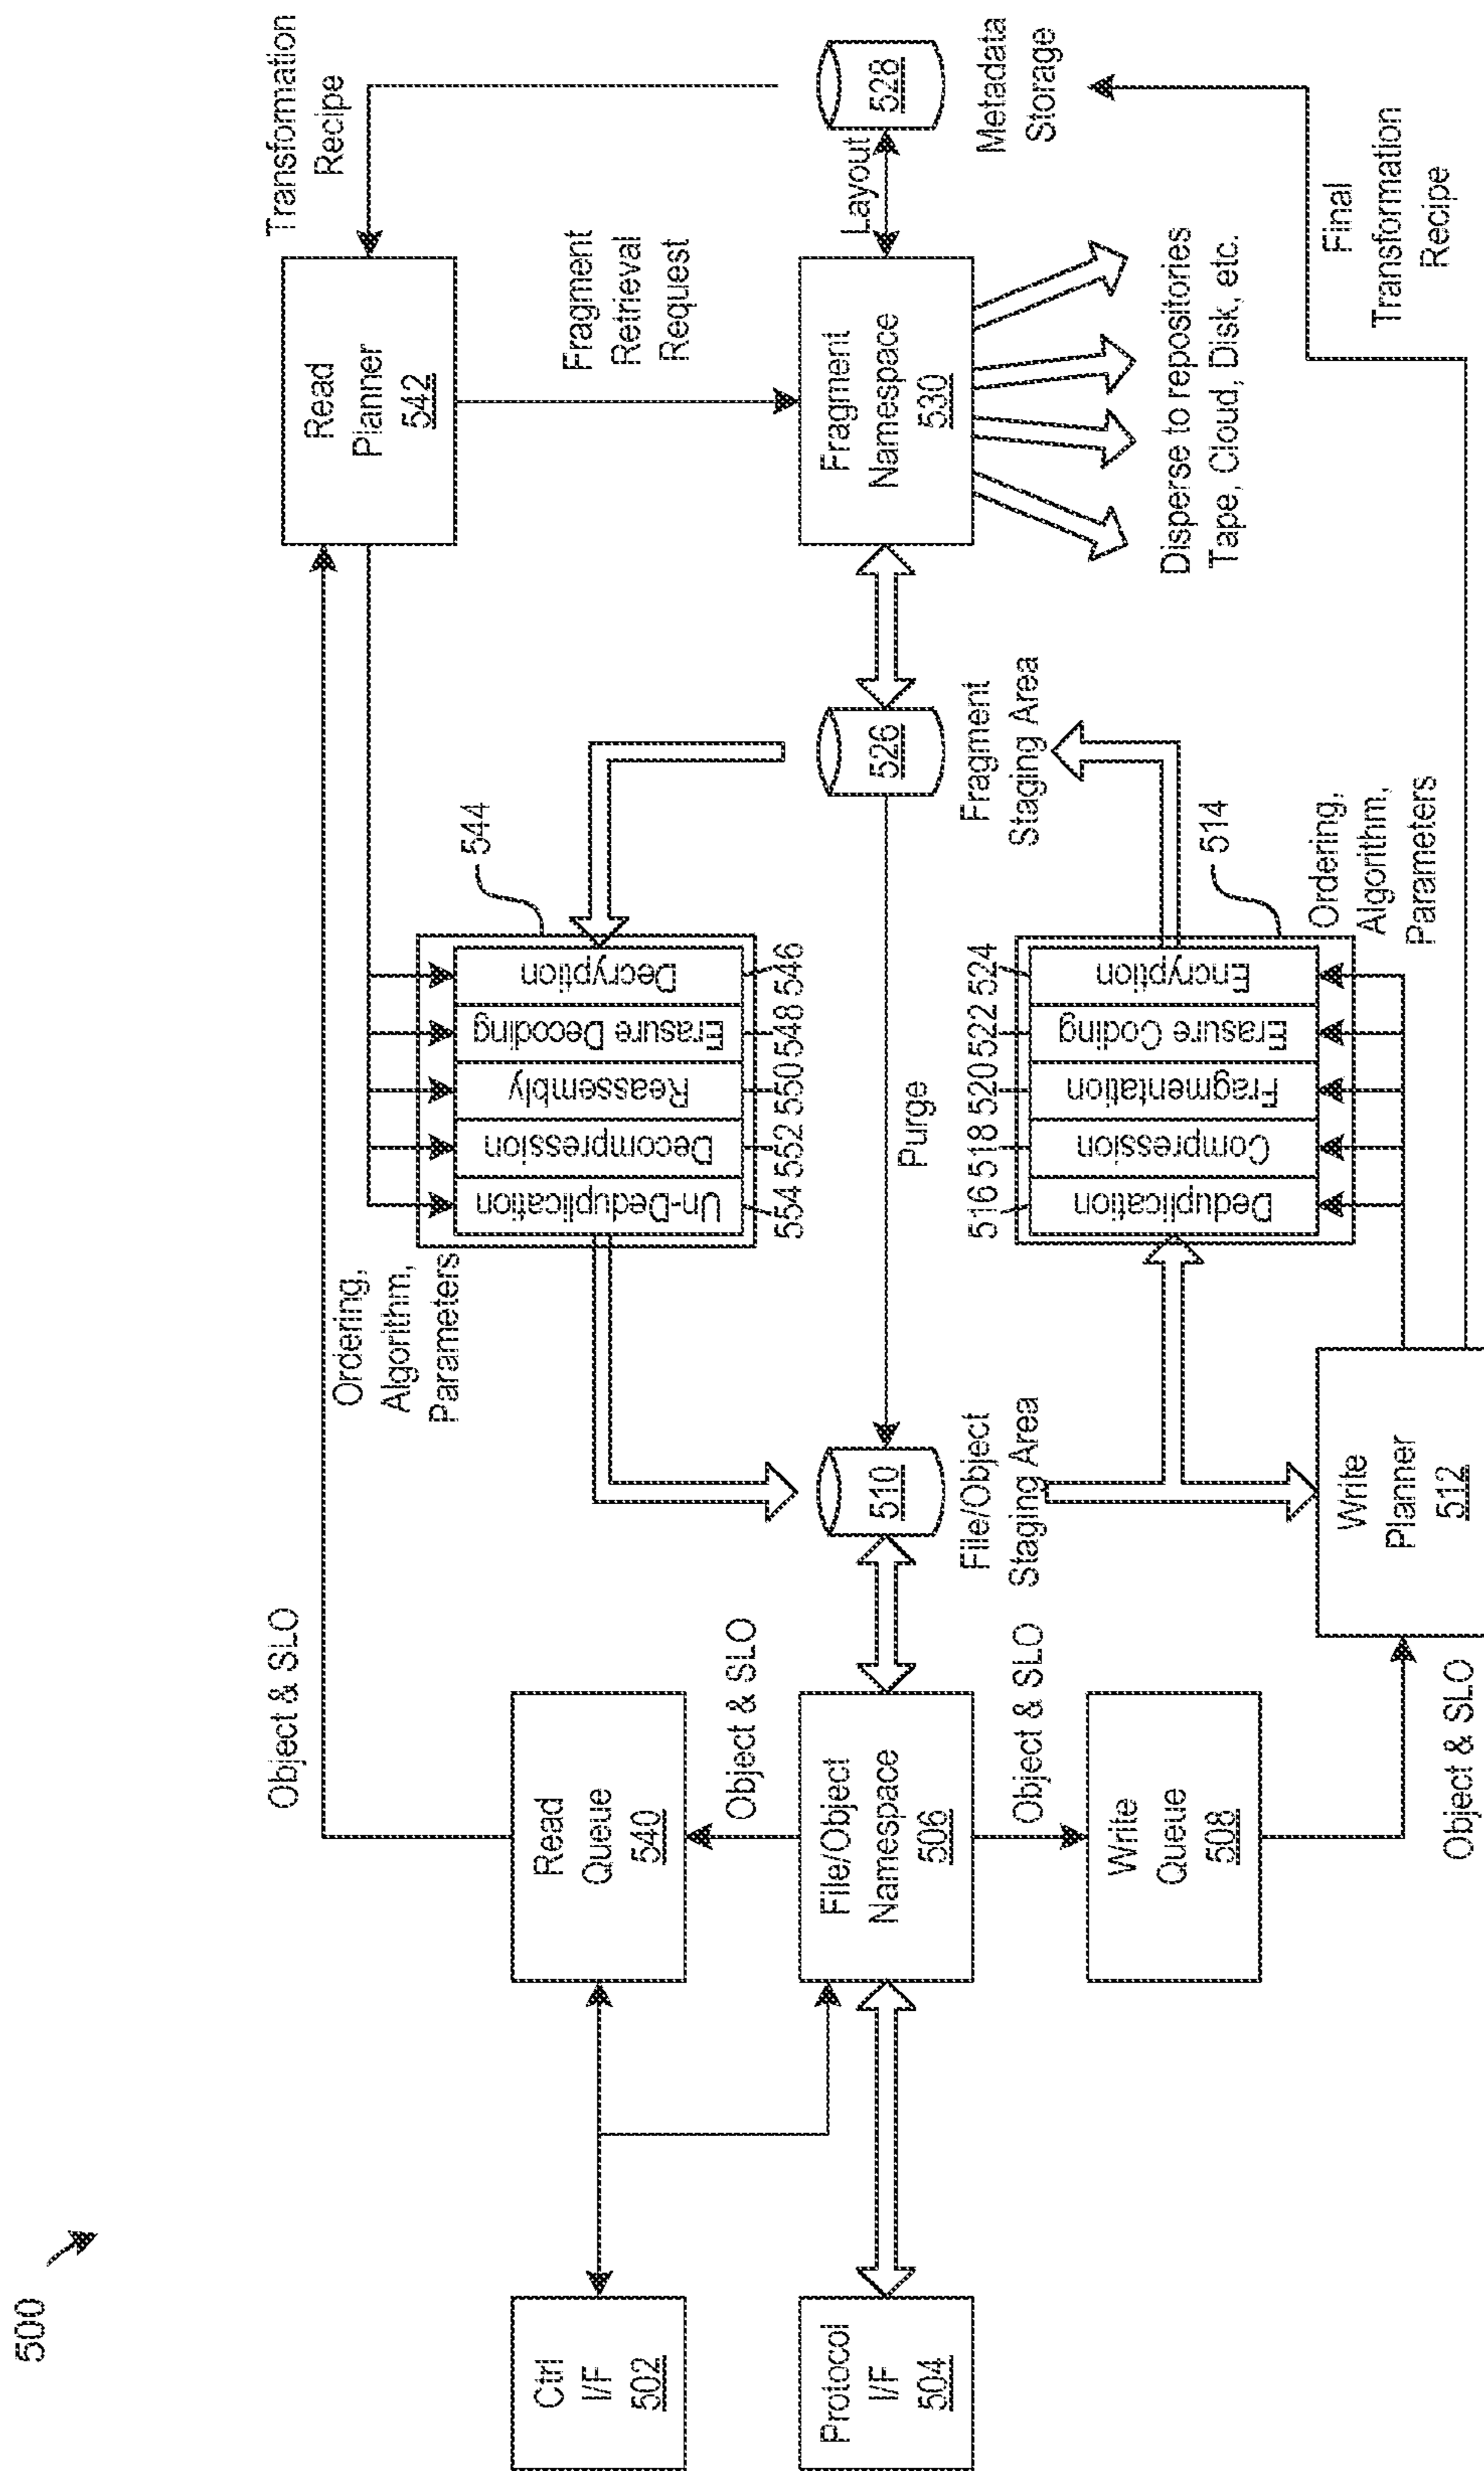 500
Ctrl
I/F
502
Protocol
I/F
504
Read
Queue
540
Object & SLO
Object & SLO
File/Object
Namespace
506
Object & SLO
Write
Queue
508
Object & SLO
510
File/Object
Staging Area
Write
Planner
512
Ordering,
Algorithm,
Parameters
544
Un-Deduplication
Decompression
Reassembly
Erasure Decoding
Decryption
554 552 550 548 546
Purge
516 518 520 522 524
Deduplication
Compression
Fragmentation
Erasure Coding
Encryption
514
Ordering,
Algorithm,
Parameters
526
Fragment
Staging Area
Read
Planner
542
Transformation
Recipe
Fragment
Retrieval
Request
Fragment
Namespace
530
Layout
528
Metadata
Storage
Disperse to repositories
Tape, Cloud, Disk, etc.
Final
Transformation
Recipe